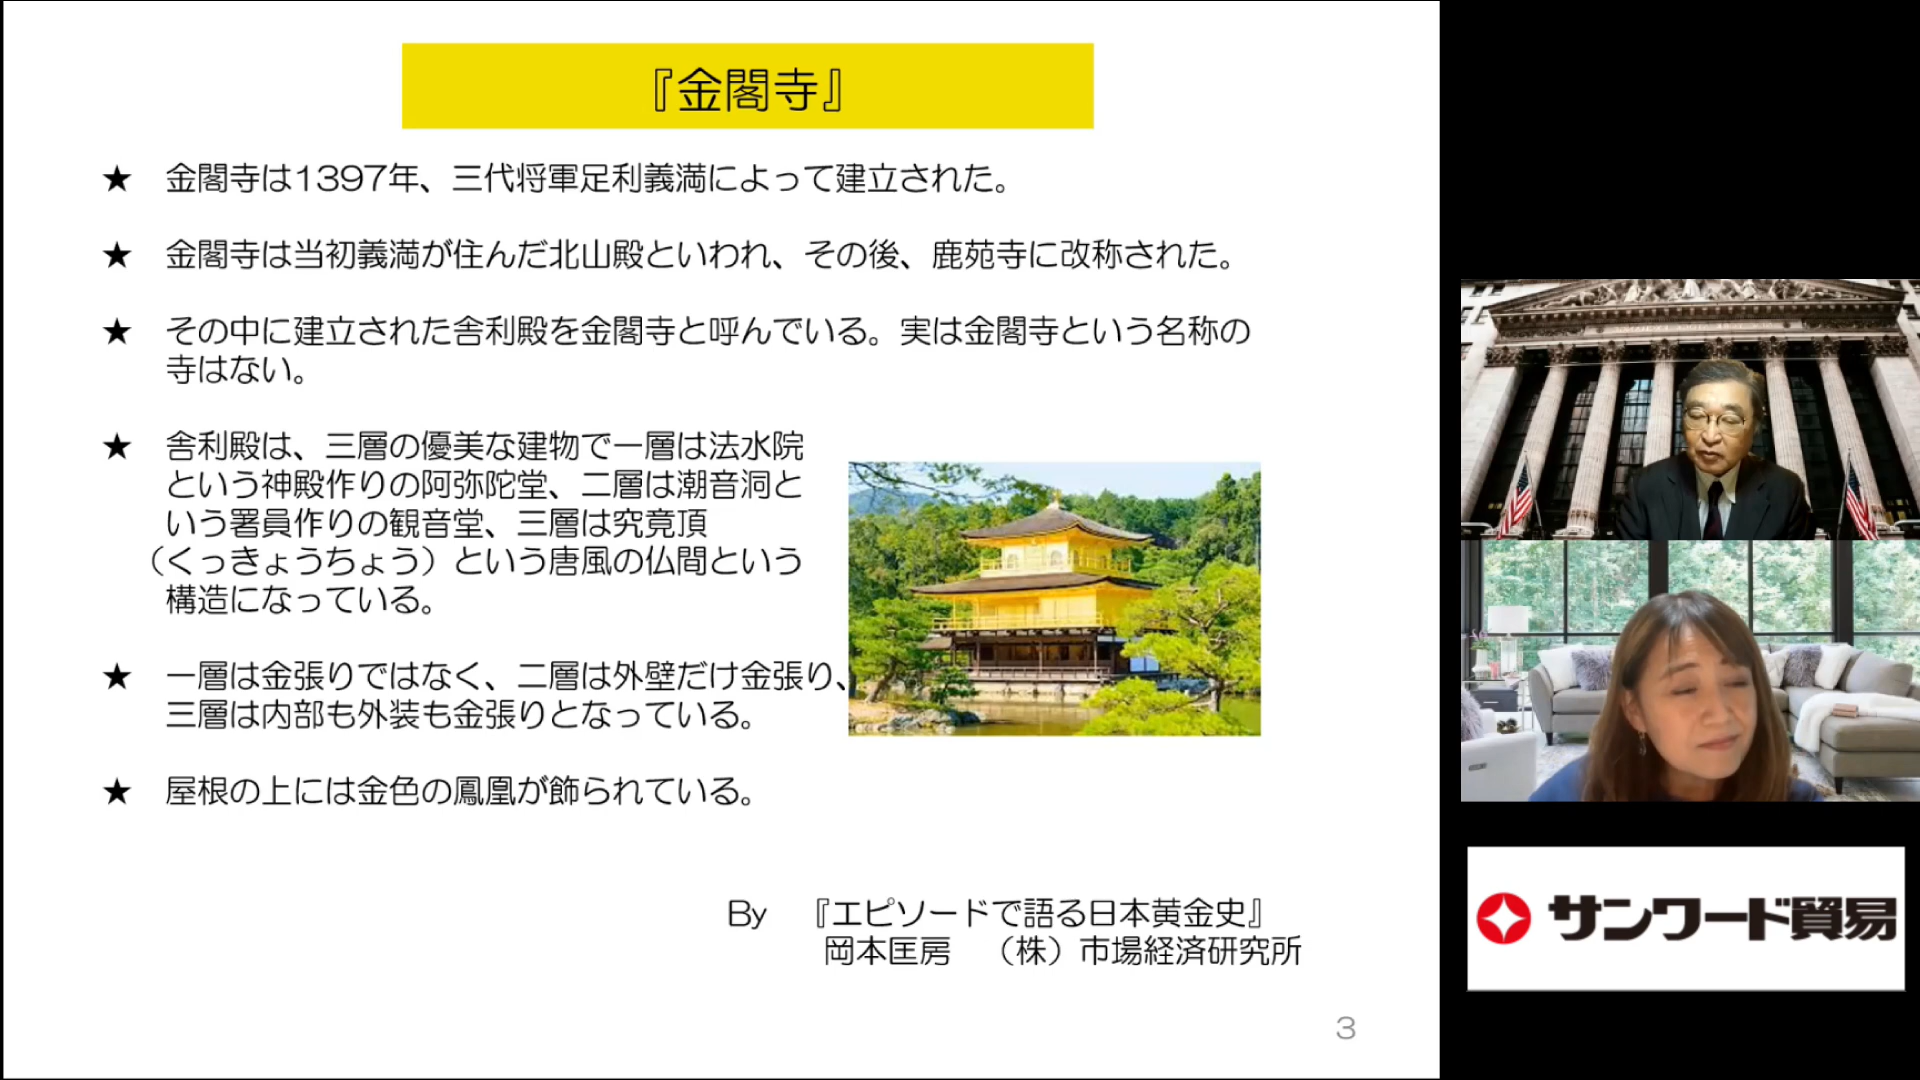 『金閣寺』
★ 金閣寺は1397年、三代将軍足利義満によって建立された。
★ 金閣寺は当初義満が住んだ北山殿といわれ、その後、鹿苑寺に改称された。
★ その中に建立された舎利殿を金閣寺と呼んでいる。実は金閣寺という名称の
寺はない。
★ 舎利殿は、三層の優美な建物で一層は法水院
という神殿作りの阿弥陀堂、二層は潮音洞と
いう署員作りの観音堂、三層は究竟頂
（くっきょうちょう）という唐風の仏間という
構造になっている。
★ 一層は金張りではなく、二層は外壁だけ金張り、
三層は内部も外装も金張りとなっている。
★ 屋根の上には金色の鳳凰が飾られている。
By 『エピソードで語る日本黄金史』
岡本匡房 （株）市場経済研究所
3
サンワード貿易